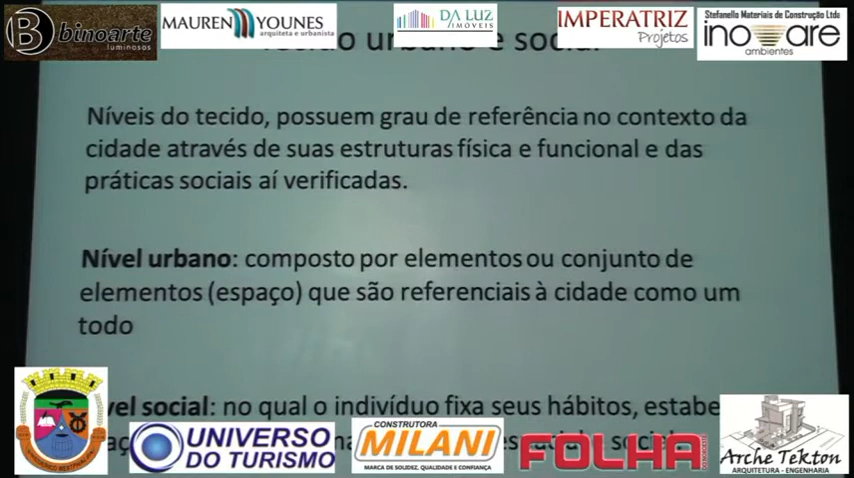 binoarte
luminosos
MAUREN YOUNES
arquiteta e urbanista
DA LUZ
IMÓVEIS
IMPERATRIZ
Projetos
Stefanello Materiais de Construção Ltda
inovare
ambientes
Tecido urbano e social
Níveis do tecido, possuem grau de referência no contexto da
cidade através de suas estruturas física e funcional e das
práticas sociais aí verificadas.
Nível urbano: composto por elementos ou conjunto de
elementos (espaço) que são referenciais à cidade como um
todo
vel social: no qual o indivíduo fixa seus hábitos, estabe
UNIVERSO
DO TURISMO
CONSTRUTORA
MILANI
MARCA DE SOLIDEZ, QUALIDADE E CONFIANÇA
FOLHA
Arche Tekton
ARQUITETURA - ENGENHARIA